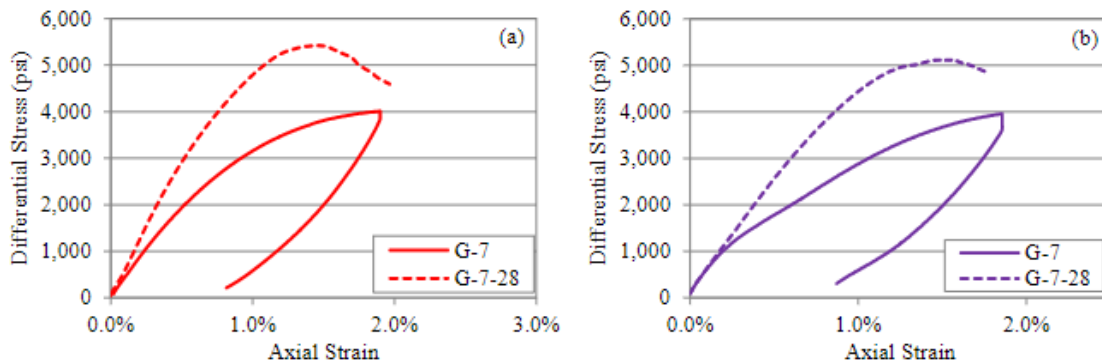 6,000
5,000
4,000
3,000
2,000
1,000
0
Differential Stress (psi)
(a)
G-7
G-7-28
0.0%
1.0%
2.0%
3.0%
Axial Strain
6,000
5,000
4,000
3,000
2,000
1,000
0
Differential Stress (psi)
(b)
G-7
G-7-28
0.0%
1.0%
2.0%
Axial Strain